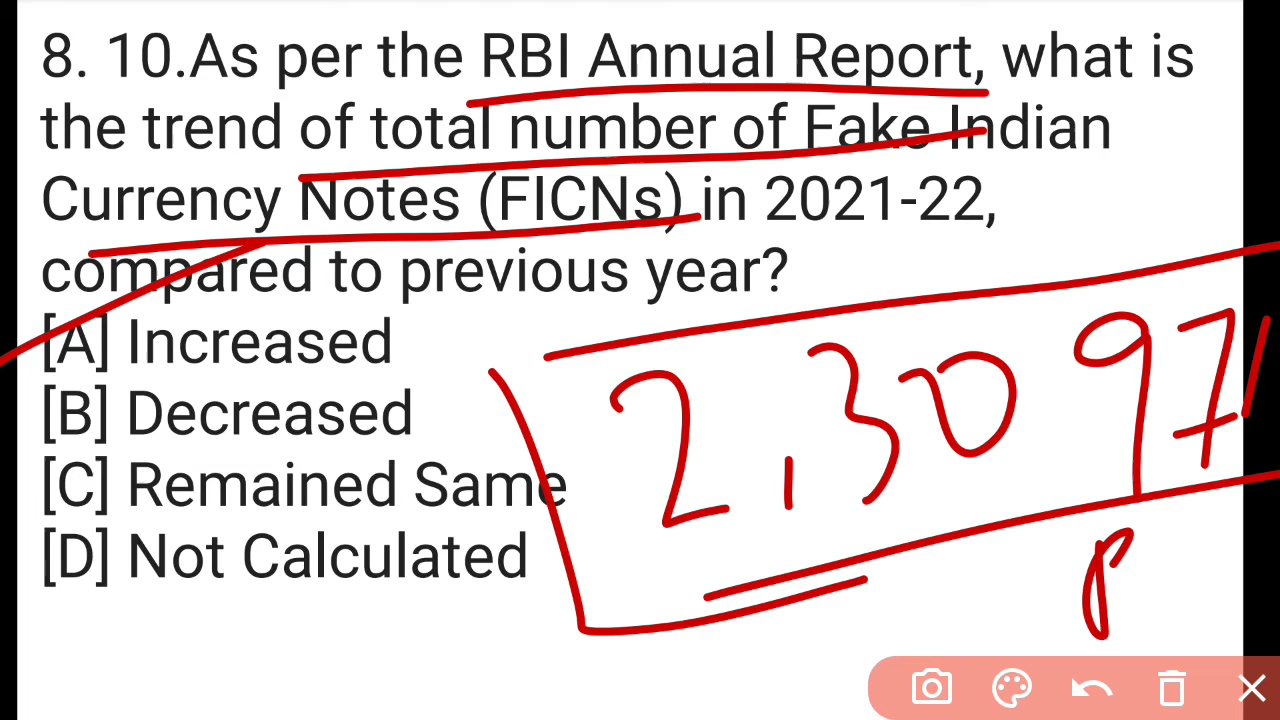 8. 10.As per the RBI Annual Report, what is
the trend of total number of Fake Indian
Currency Notes (FICNs) in 2021-22,
compared to previous year?
[A] Increased
[B] Decreased
[C] Remained Same
[D] Not Calculated
2,3097